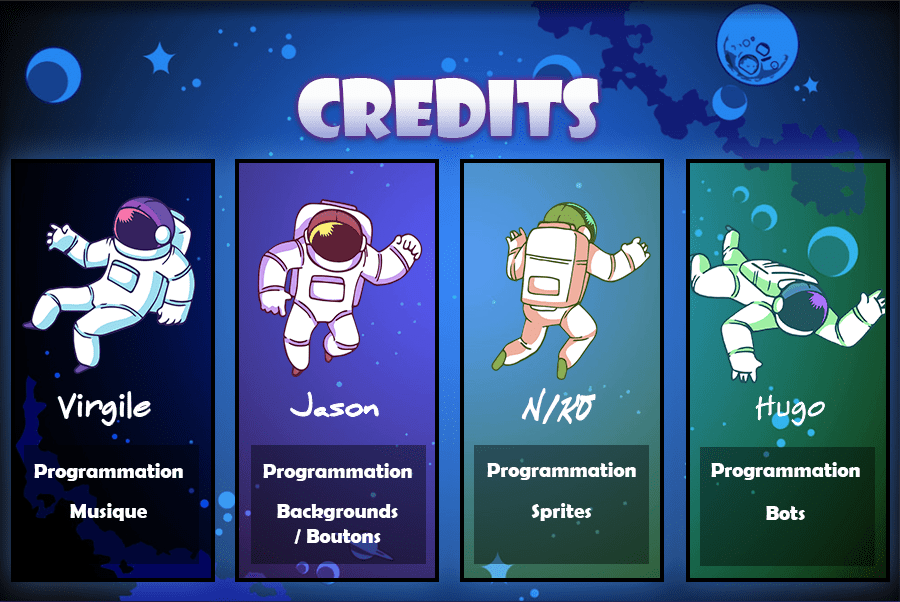 CREDITS
Virgile
Programmation
Musique
Jason
Programmation
Backgrounds
/ Boutons
NIKO
Programmation
Sprites
Hugo
Programmation
Bots